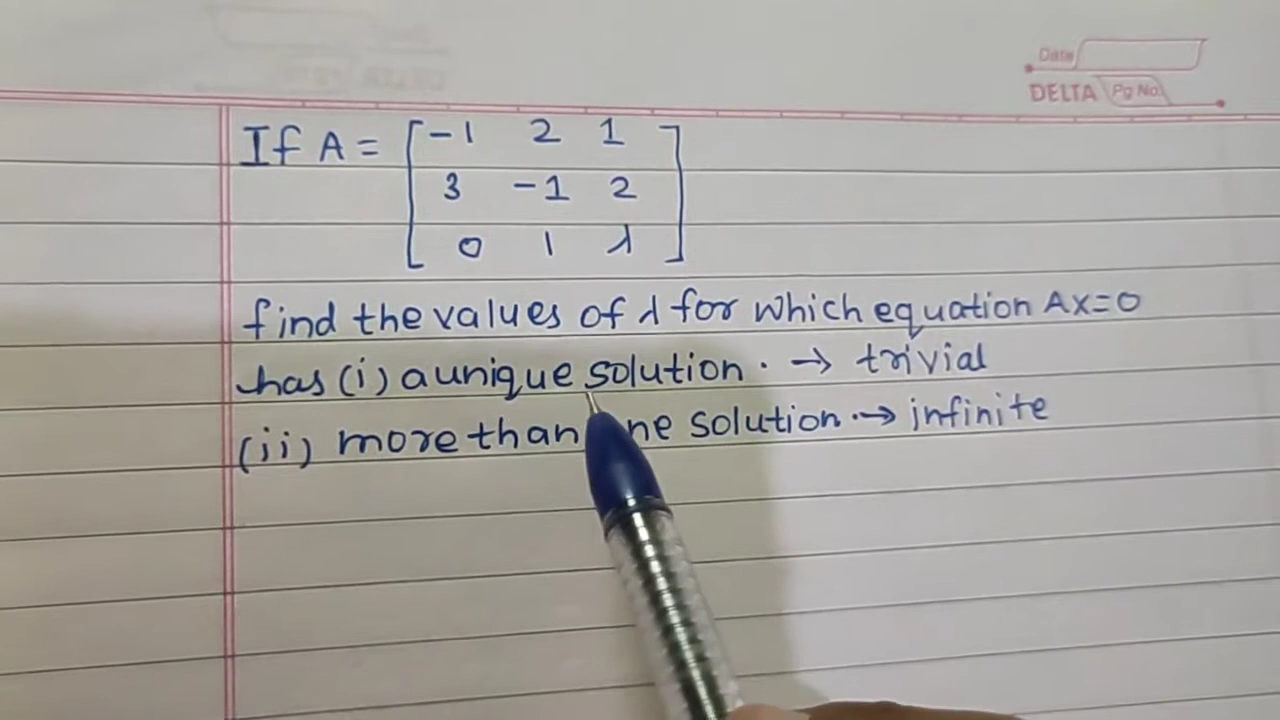 Date
DELTA Pg No
If A = [ -1 2 1
3 -1 2
0 1 λ ]
find the values of λ for which equation AX=0
has (i) a unique solution. → trivial
(ii) more than ne solution. → infinite